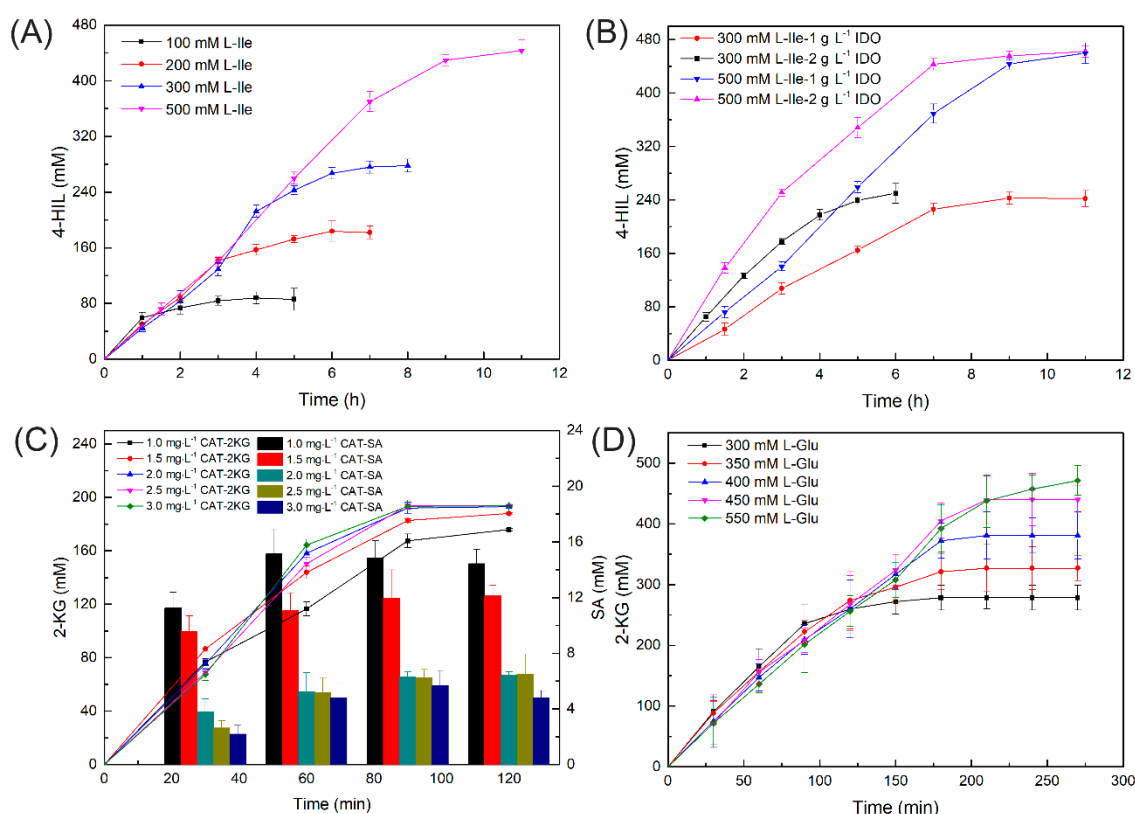 (A)
480
400
320
240
160
80
0
4-HIL (mM)
100 mM L-Ile
200 mM L-Ile
300 mM L-Ile
500 mM L-Ile
0 2 4 6 8 10 12
Time (h)
(B)
480
400
320
240
160
80
0
4-HIL (mM)
300 mM L-Ile-1 g L⁻¹ IDO
300 mM L-Ile-2 g L⁻¹ IDO
500 mM L-Ile-1 g L⁻¹ IDO
500 mM L-Ile-2 g L⁻¹ IDO
0 2 4 6 8 10 12
Time (h)
(C)
240
200
160
120
80
40
0
2-KG (mM)
1.0 mg·L⁻¹ CAT-2KG
1.5 mg·L⁻¹ CAT-2KG
2.0 mg·L⁻¹ CAT-2KG
2.5 mg·L⁻¹ CAT-2KG
3.0 mg·L⁻¹ CAT-2KG
1.0 mg·L⁻¹ CAT-SA
1.5 mg·L⁻¹ CAT-SA
2.0 mg·L⁻¹ CAT-SA
2.5 mg·L⁻¹ CAT-SA
3.0 mg·L⁻¹ CAT-SA
24
20
16
12
8
4
0
SA (mM)
0 20 40 60 80 100 120
Time (min)
(D)
500
400
300
200
100
0
2-KG (mM)
300 mM L-Glu
350 mM L-Glu
400 mM L-Glu
450 mM L-Glu
550 mM L-Glu
0 50 100 150 200 250 300
Time (min)